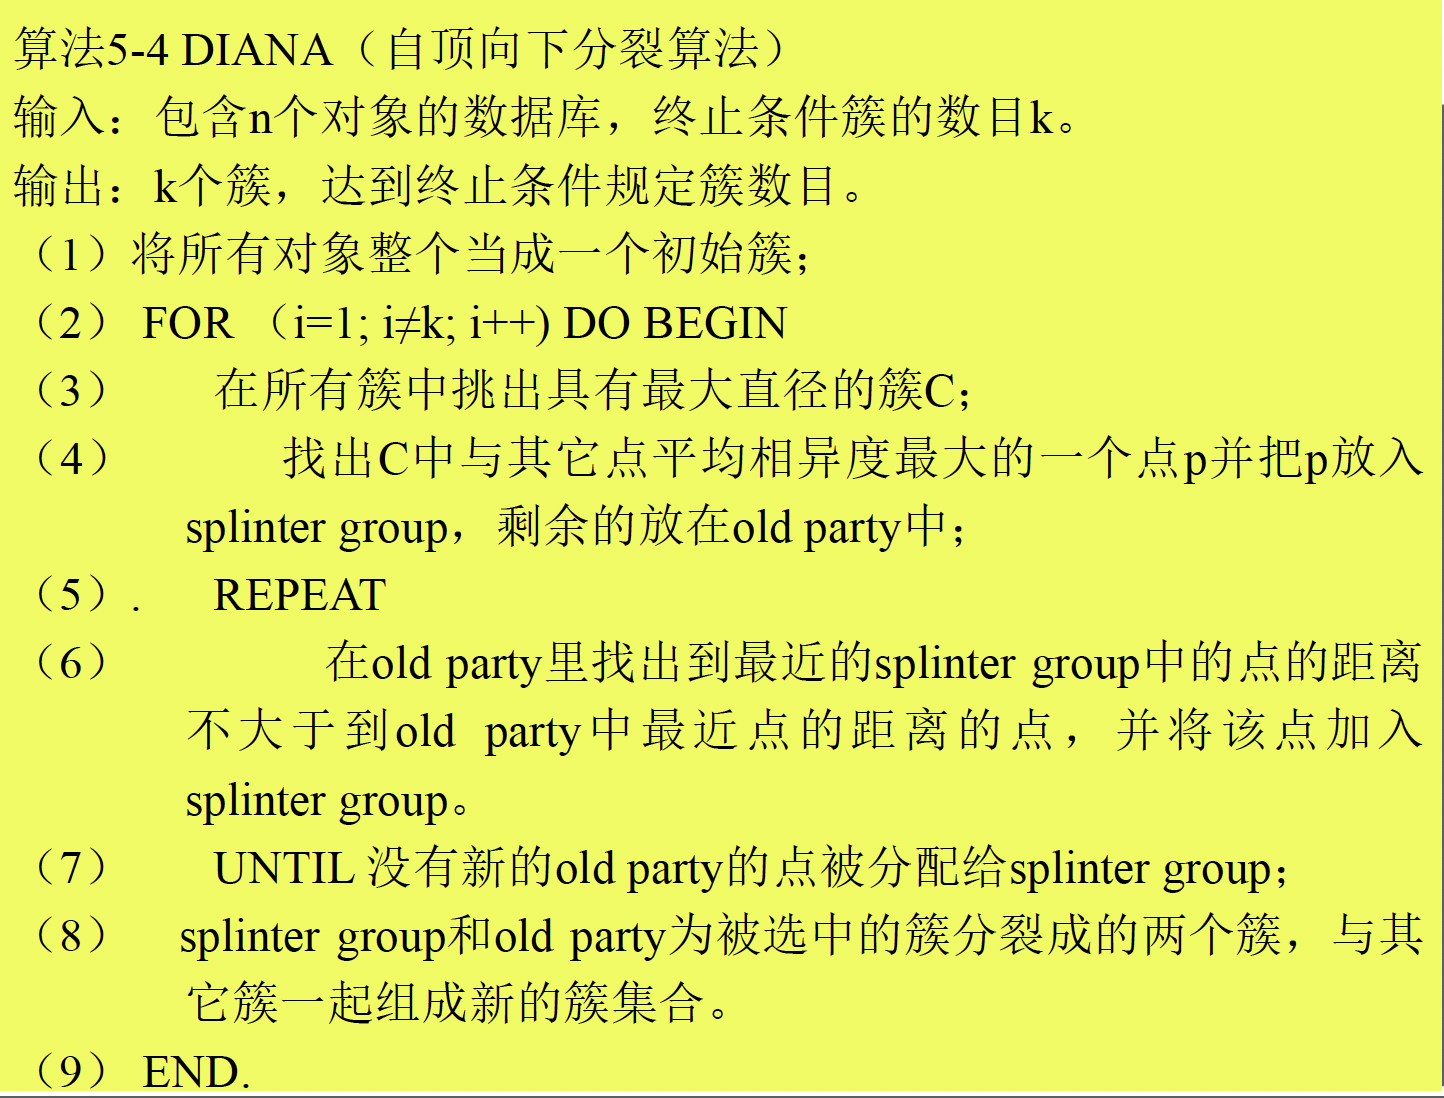 算法5-4 DIANA（自顶向下分裂算法）
输入：包含n个对象的数据库，终止条件簇的数目k。
输出：k个簇，达到终止条件规定簇数目。
（1）将所有对象整个当成一个初始簇；
（2） FOR （i=1; i≠k; i++) DO BEGIN
（3） 在所有簇中挑出具有最大直径的簇C；
（4） 找出C中与其它点平均相异度最大的一个点p并把p放入
splinter group，剩余的放在old party中；
（5）. REPEAT
（6） 在old party里找出到最近的splinter group中的点的距离
不大于到old party中最近点的距离的点，并将该点加入
splinter group。
（7） UNTIL 没有新的old party的点被分配给splinter group；
（8） splinter group和old party为被选中的簇分裂成的两个簇，与其
它簇一起组成新的簇集合。
（9） END.